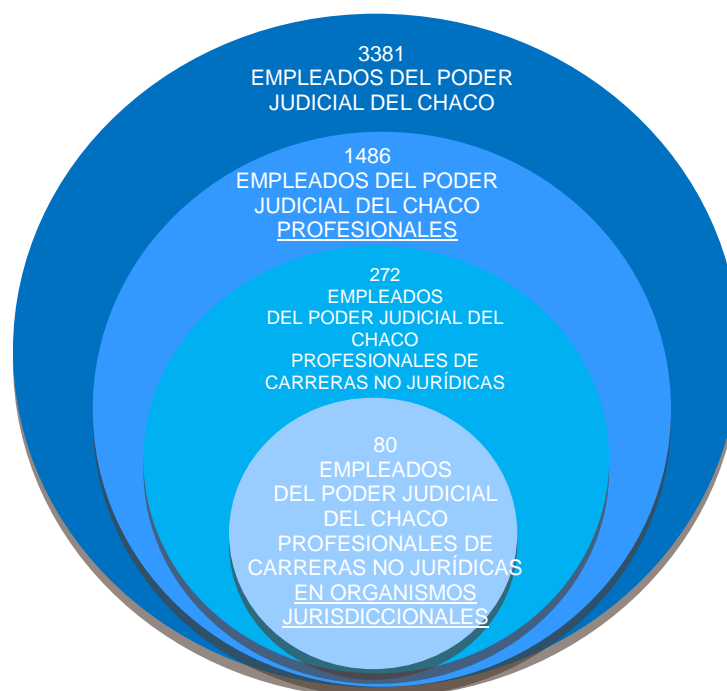 3381
EMPLEADOS DEL PODER
JUDICIAL DEL CHACO
1486
EMPLEADOS DEL PODER
JUDICIAL DEL CHACO
PROFESIONALES
272
EMPLEADOS
DEL PODER JUDICIAL DEL
CHACO
PROFESIONALES DE
CARRERAS NO JURÍDICAS
80
EMPLEADOS
DEL PODER JUDICIAL
DEL CHACO
PROFESIONALES DE
CARRERAS NO JURÍDICAS
EN ORGANISMOS
JURISDICCIONALES